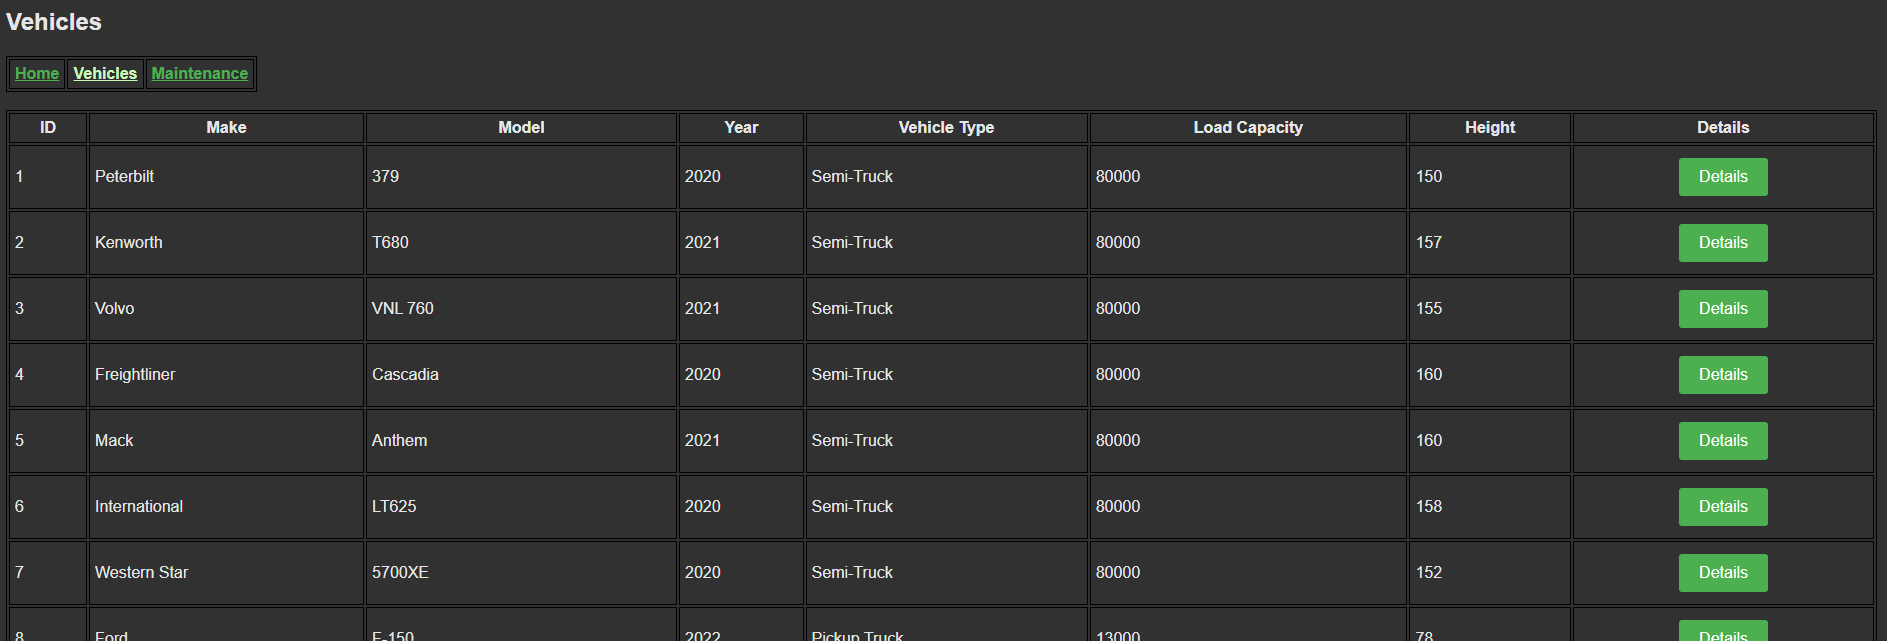 Vehicles
Home Vehicles Maintenance
ID Make Model Year Vehicle Type Load Capacity Height Details
1 Peterbilt 379 2020 Semi-Truck 80000 150 Details
2 Kenworth T680 2021 Semi-Truck 80000 157 Details
3 Volvo VNL 760 2021 Semi-Truck 80000 155 Details
4 Freightliner Cascadia 2020 Semi-Truck 80000 160 Details
5 Mack Anthem 2021 Semi-Truck 80000 160 Details
6 International LT625 2020 Semi-Truck 80000 158 Details
7 Western Star 5700XE 2020 Semi-Truck 80000 152 Details
8 Ford F-150 2022 Pickup Truck 13000 78 Details